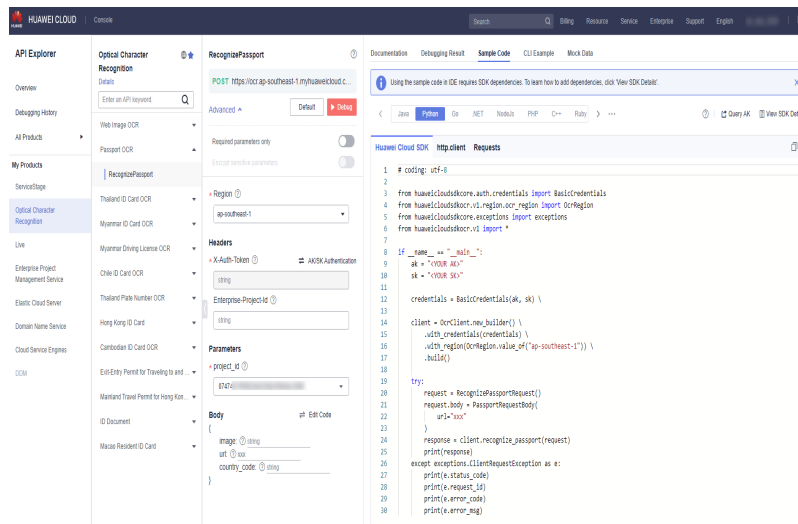 HUAWEI
HUAWEI CLOUD
Console
Search
Billing
Resource
Service
Enterprise
Support
English
API Explorer
Overview
Debugging History
All Products
My Products
ServiceStage
Optical Character
Recognition
Live
Enterprise Project
Management Service
Elastic Cloud Server
Domain Name Service
Cloud Service Engines
DDM
Optical Character
Recognition
Details
Enter an API keyword.
Web Image OCR
Passport OCR
RecognizePassport
Thailand ID Card OCR
Myanmar ID Card OCR
Myanmar Driving License OCR
Chile ID Card OCR
Thailand Plate Number OCR
Hong Kong ID Card
Cambodian ID Card OCR
Exit-Entry Permit for Traveling to and ...
Mainland Travel Permit for Hong Kon...
ID Document
Macao Resident ID Card
RecognizePassport
POST https://ocr.ap-southeast-1.myhuaweicloud.c...
Advanced
Default
Debug
Required parameters only
Encrypt sensitive parameters
* Region
ap-southeast-1
Headers
* X-Auth-Token
AK/SK Authentication
string
Enterprise-Project-Id
string
Parameters
* project_id
07474
Body
Edit Code
{
image: string
url: xxx
country_code: string
}
Documentation
Debugging Result
Sample Code
CLI Example
Mock Data
Using the sample code in IDE requires SDK dependencies. To learn how to add dependencies, click 'View SDK Details'.
Java
Python
Go
.NET
NodeJs
PHP
C++
Ruby
Query AK
View SDK Det
Huawei Cloud SDK
http.client
Requests
1 # coding: utf-8
2
3 from huaweicloudsdkcore.auth.credentials import BasicCredentials
4 from huaweicloudsdkocr.v1.region.ocr_region import OcrRegion
5 from huaweicloudsdkcore.exceptions import exceptions
6 from huaweicloudsdkocr.v1 import *
7
8 if __name__ == "__main__":
9 ak = "<YOUR AK>"
10 sk = "<YOUR SK>"
11
12 credentials = BasicCredentials(ak, sk) \
13
14 client = OcrClient.new_builder() \
15 .with_credentials(credentials) \
16 .with_region(OcrRegion.value_of("ap-southeast-1")) \
17 .build()
18
19 try:
20 request = RecognizePassportRequest()
21 request.body = PassportRequestBody(
22 url="xxx"
23 )
24 response = client.recognize_passport(request)
25 print(response)
26 except exceptions.ClientRequestException as e:
27 print(e.status_code)
28 print(e.request_id)
29 print(e.error_code)
30 print(e.error_msg)